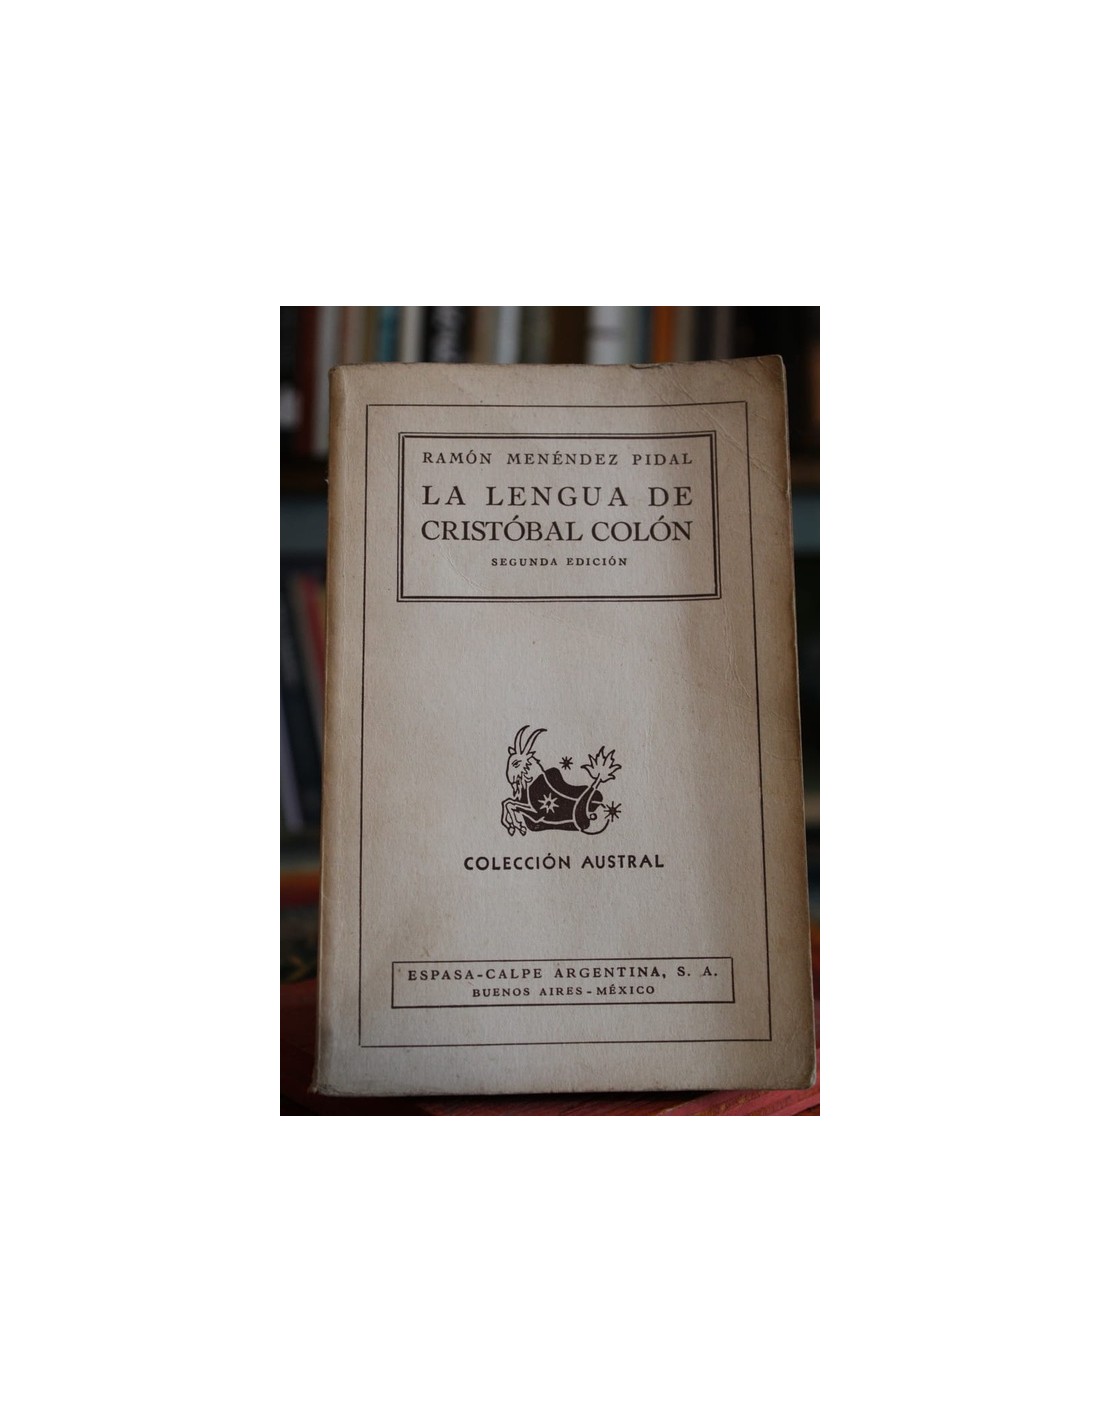 RAMÓN MENÉNDEZ PIDAL
LA LENGUA DE
CRISTÓBAL COLÓN
SEGUNDA EDICIÓN
COLECCIÓN AUSTRAL
ESPASA-CALPE ARGENTINA, S. A.
BUENOS AIRES - MÉXICO